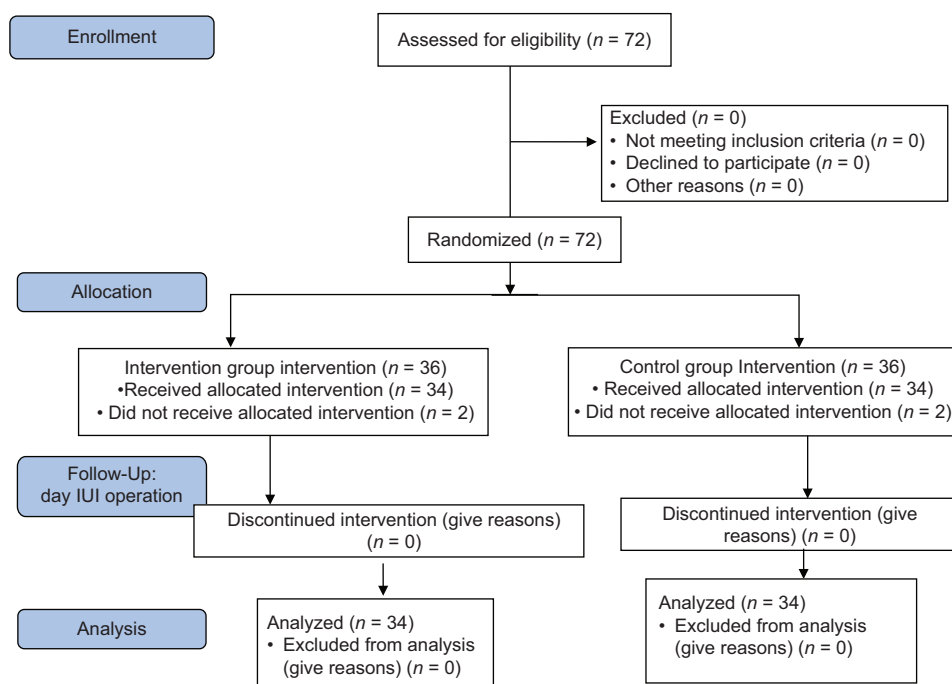 Enrollment
Assessed for eligibility (n = 72)
Excluded (n = 0)
• Not meeting inclusion criteria (n = 0)
• Declined to participate (n = 0)
• Other reasons (n = 0)
Randomized (n = 72)
Allocation
Intervention group intervention (n = 36)
•Received allocated intervention (n = 34)
• Did not receive allocated intervention (n = 2)
Control group Intervention (n = 36)
• Received allocated intervention (n = 34)
• Did not receive allocated intervention (n = 2)
Follow-Up:
day IUI operation
Discontinued intervention (give reasons)
(n = 0)
Discontinued intervention (give
reasons) (n = 0)
Analysis
Analyzed (n = 34)
• Excluded from analysis
(give reasons) (n = 0)
Analyzed (n = 34)
• Excluded from analysis
(give reasons) (n = 0)